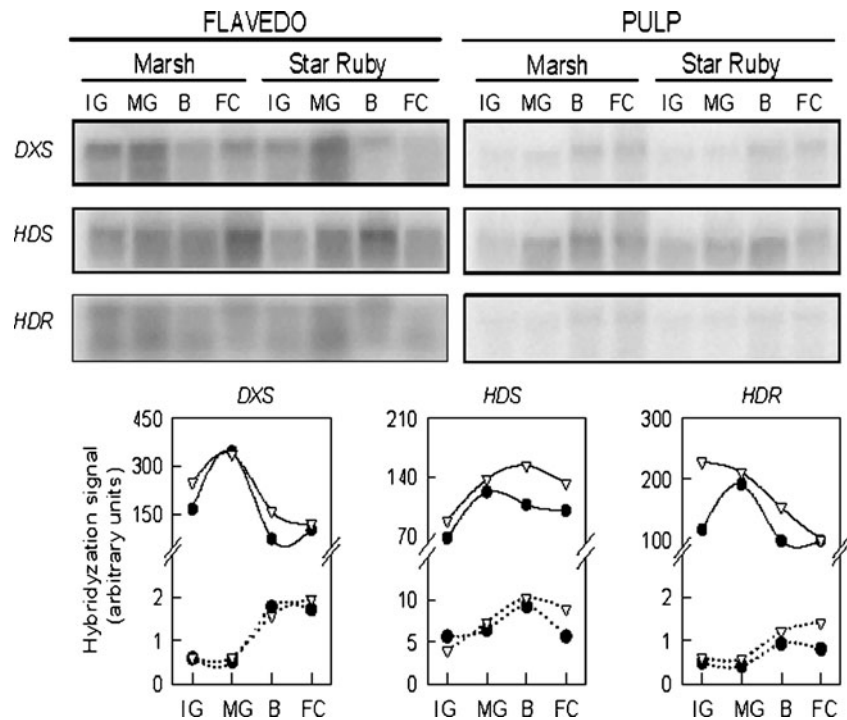 FLAVEDO PULP
Marsh Star Ruby Marsh Star Ruby
IG MG B FC IG MG B FC IG MG B FC IG MG B FC
DXS
HDS
HDR
DXS HDS HDR
450 210 300
300 140 200
150 70 100
2 10 2
1 5 1
0 0 0
Hybridyzation signal
(arbitrary units)
IG MG B FC IG MG B FC IG MG B FC